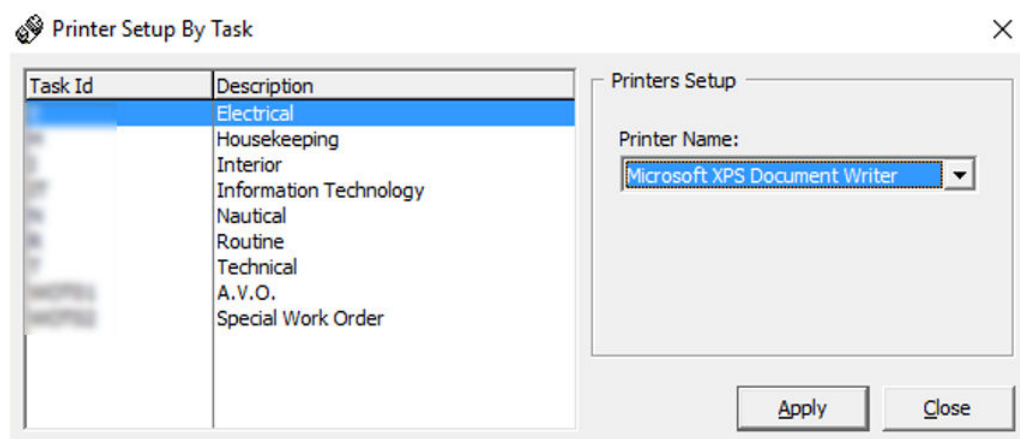 Printer Setup By Task
Task Id Description
Electrical
Housekeeping
Interior
Information Technology
Nautical
Routine
Technical
A.V.O.
Special Work Order
Printers Setup
Printer Name:
Microsoft XPS Document Writer
Apply
Close